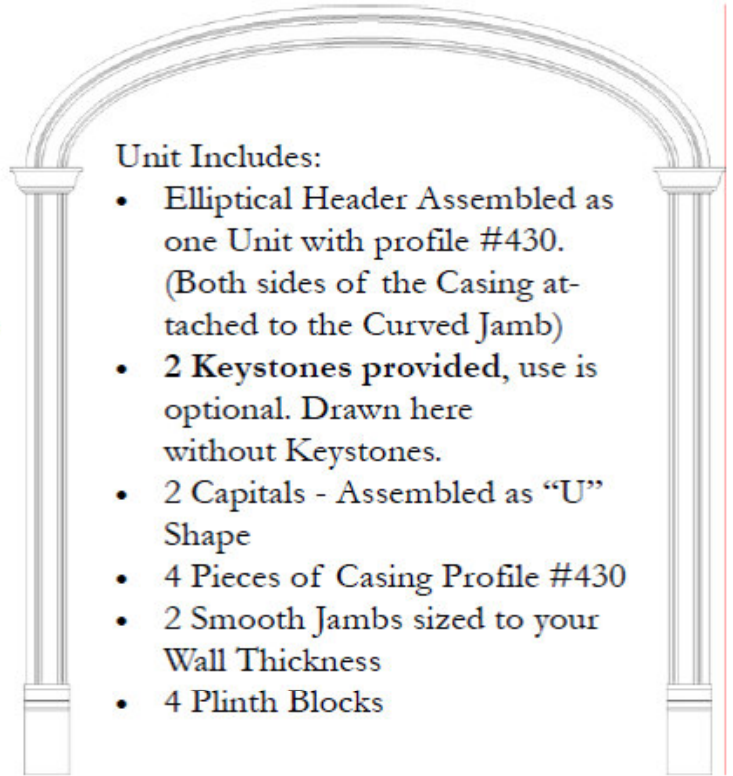 Unit Includes:
• Elliptical Header Assembled as
one Unit with profile #430.
(Both sides of the Casing at-
tached to the Curved Jamb)
• 2 Keystones provided, use is
optional. Drawn here
without Keystones.
• 2 Capitals - Assembled as “U”
Shape
• 4 Pieces of Casing Profile #430
• 2 Smooth Jambs sized to your
Wall Thickness
• 4 Plinth Blocks